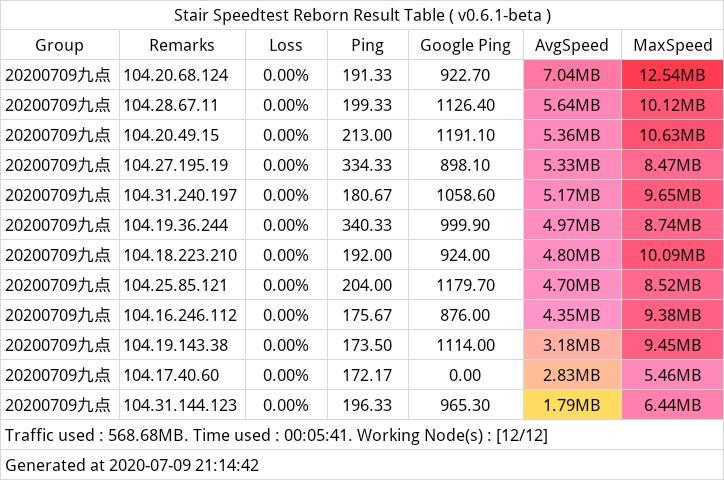 Stair Speedtest Reborn Result Table ( v0.6.1-beta )
Group Remarks Loss Ping Google Ping AvgSpeed MaxSpeed
20200709九点 104.20.68.124 0.00% 191.33 922.70 7.04MB 12.54MB
20200709九点 104.28.67.11 0.00% 199.33 1126.40 5.64MB 10.12MB
20200709九点 104.20.49.15 0.00% 213.00 1191.10 5.36MB 10.63MB
20200709九点 104.27.195.19 0.00% 334.33 898.10 5.33MB 8.47MB
20200709九点 104.31.240.197 0.00% 180.67 1058.60 5.17MB 9.65MB
20200709九点 104.19.36.244 0.00% 340.33 999.90 4.97MB 8.74MB
20200709九点 104.18.223.210 0.00% 192.00 924.00 4.80MB 10.09MB
20200709九点 104.25.85.121 0.00% 204.00 1179.70 4.70MB 8.52MB
20200709九点 104.16.246.112 0.00% 175.67 876.00 4.35MB 9.38MB
20200709九点 104.19.143.38 0.00% 173.50 1114.00 3.18MB 9.45MB
20200709九点 104.17.40.60 0.00% 172.17 0.00 2.83MB 5.46MB
20200709九点 104.31.144.123 0.00% 196.33 965.30 1.79MB 6.44MB
Traffic used : 568.68MB. Time used : 00:05:41. Working Node(s) : [12/12]
Generated at 2020-07-09 21:14:42